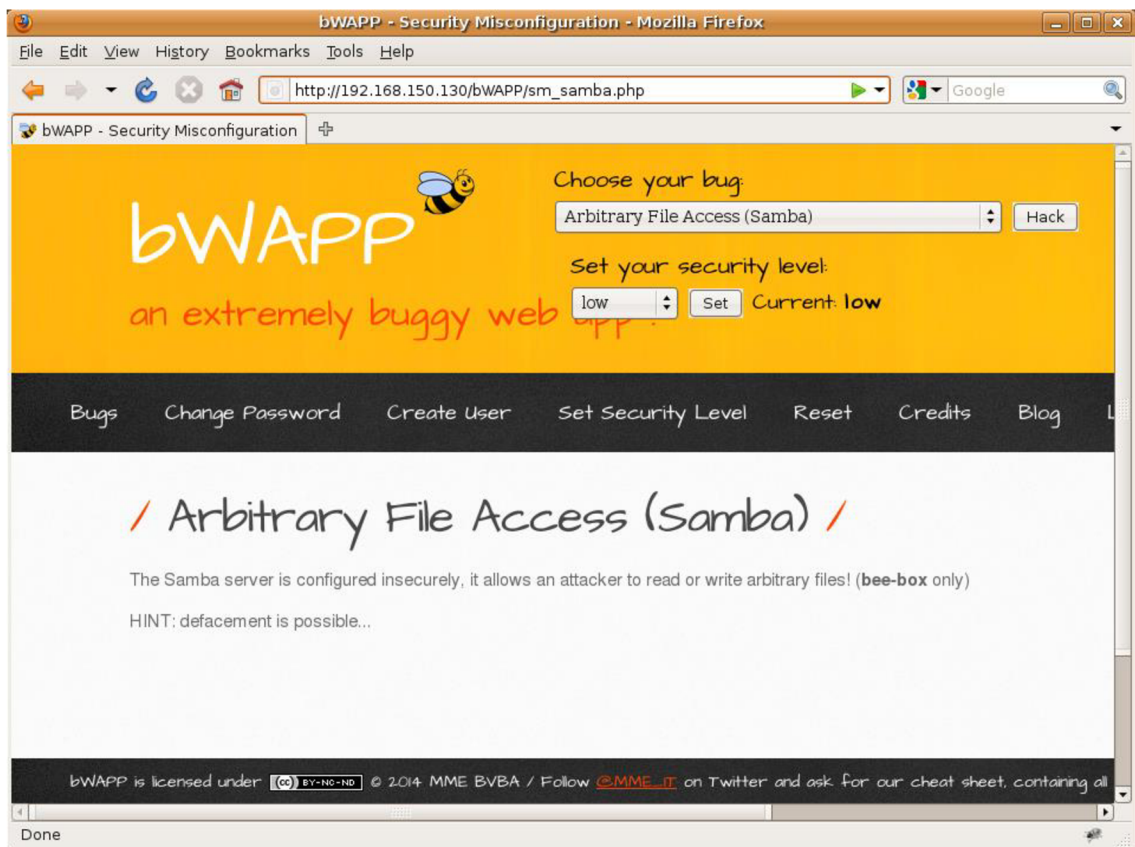 bWAPP - Security Misconfiguration - Mozilla Firefox
File Edit View History Bookmarks Tools Help
http://192.168.150.130/bWAPP/sm_samba.php
Google
bWAPP - Security Misconfiguration
Choose your bug:
bWAPP
Arbitrary File Access (Samba) Hack
Set your security level:
low Set Current: low
an extremely buggy web app !
Bugs Change Password Create User Set Security Level Reset Credits Blog L
/ Arbitrary File Access (Samba) /
The Samba server is configured insecurely, it allows an attacker to read or write arbitrary files! (bee-box only)
HINT: defacement is possible...
bWAPP is licensed under (cc) BY-NC-ND © 2014 MME BVBA / Follow @MME_IT on Twitter and ask for our cheat sheet, containing all
Done